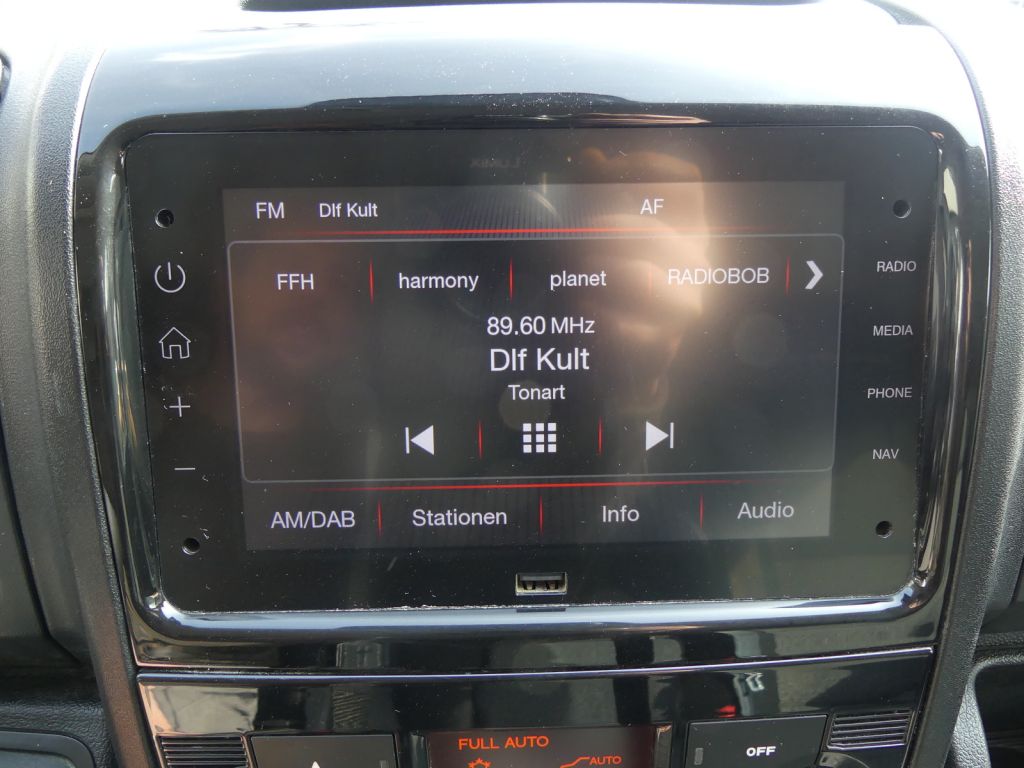 FM Dlf Kult AF
FFH harmony planet RADIOBOB
89.60 MHz
Dlf Kult
Tonart
AM/DAB Stationen Info Audio
RADIO
MEDIA
PHONE
NAV
FULL AUTO
AUTO
OFF